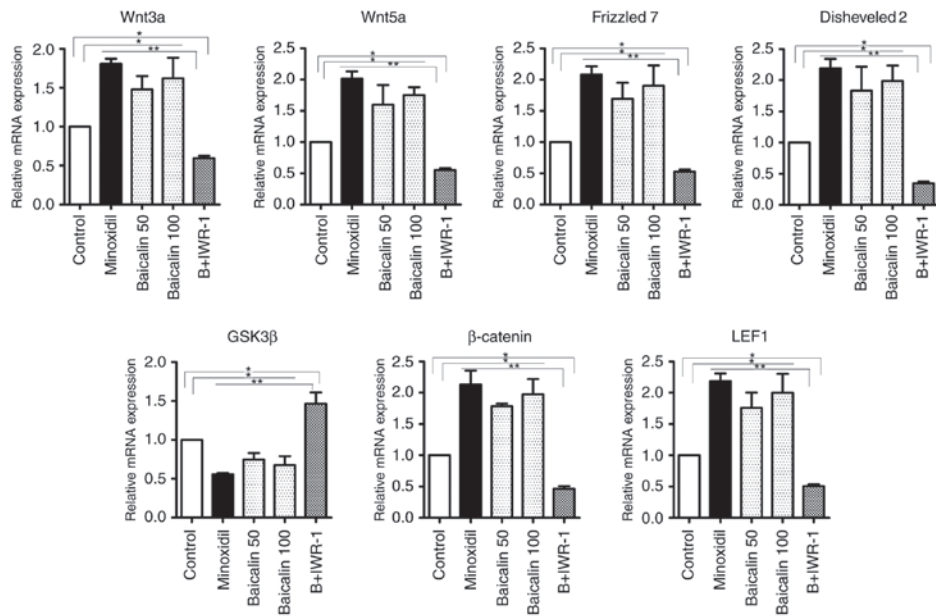 Wnt3a
*
*
**
Relative mRNA expression
2.0
1.5
1.0
0.5
0.0
Control
Minoxidil
Baicalin 50
Baicalin 100
B+IWR-1
Wnt5a
*
*
**
Relative mRNA expression
2.5
2.0
1.5
1.0
0.5
0.0
Control
Minoxidil
Baicalin 50
Baicalin 100
B+IWR-1
Frizzled 7
*
*
**
Relative mRNA expression
2.5
2.0
1.5
1.0
0.5
0.0
Control
Minoxidil
Baicalin 50
Baicalin 100
B+IWR-1
Disheveled 2
*
*
**
Relative mRNA expression
2.5
2.0
1.5
1.0
0.5
0.0
Control
Minoxidil
Baicalin 50
Baicalin 100
B+IWR-1
GSK3β
*
*
**
Relative mRNA expression
2.0
1.5
1.0
0.5
0.0
Control
Minoxidil
Baicalin 50
Baicalin 100
B+IWR-1
β-catenin
*
*
**
Relative mRNA expression
2.5
2.0
1.5
1.0
0.5
0.0
Control
Minoxidil
Baicalin 50
Baicalin 100
B+IWR-1
LEF1
*
*
**
Relative mRNA expression
2.5
2.0
1.5
1.0
0.5
0.0
Control
Minoxidil
Baicalin 50
Baicalin 100
B+IWR-1